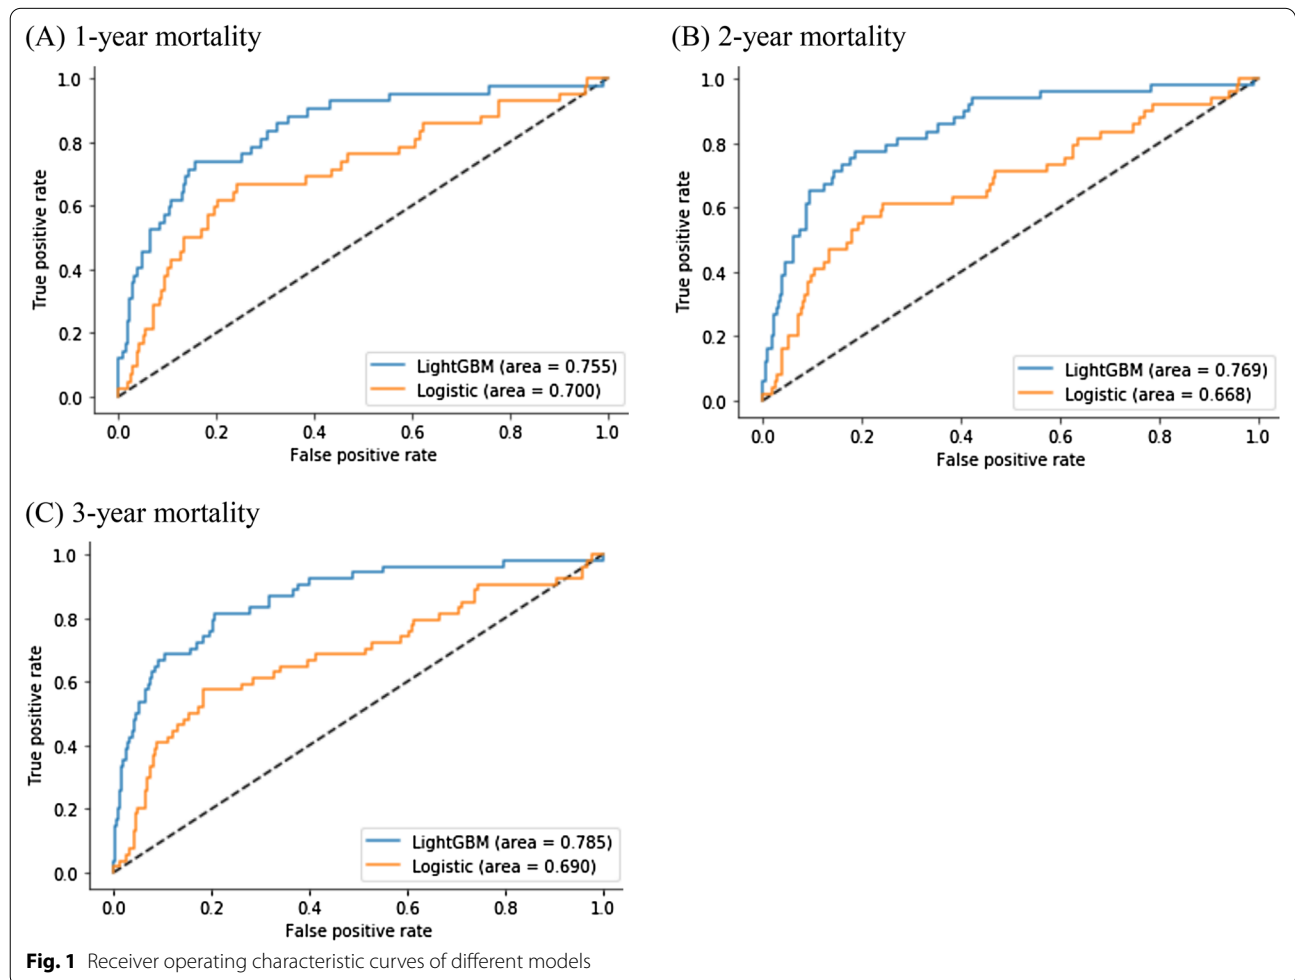 (A) 1-year mortality
1.0
0.8
0.6
0.4
0.2
0.0
True positive rate
LightGBM (area = 0.755)
Logistic (area = 0.700)
0.0 0.2 0.4 0.6 0.8 1.0
False positive rate
(B) 2-year mortality
1.0
0.8
0.6
0.4
0.2
0.0
True positive rate
LightGBM (area = 0.769)
Logistic (area = 0.668)
0.0 0.2 0.4 0.6 0.8 1.0
False positive rate
(C) 3-year mortality
1.0
0.8
0.6
0.4
0.2
0.0
True positive rate
LightGBM (area = 0.785)
Logistic (area = 0.690)
0.0 0.2 0.4 0.6 0.8 1.0
False positive rate
Fig. 1 Receiver operating characteristic curves of different models